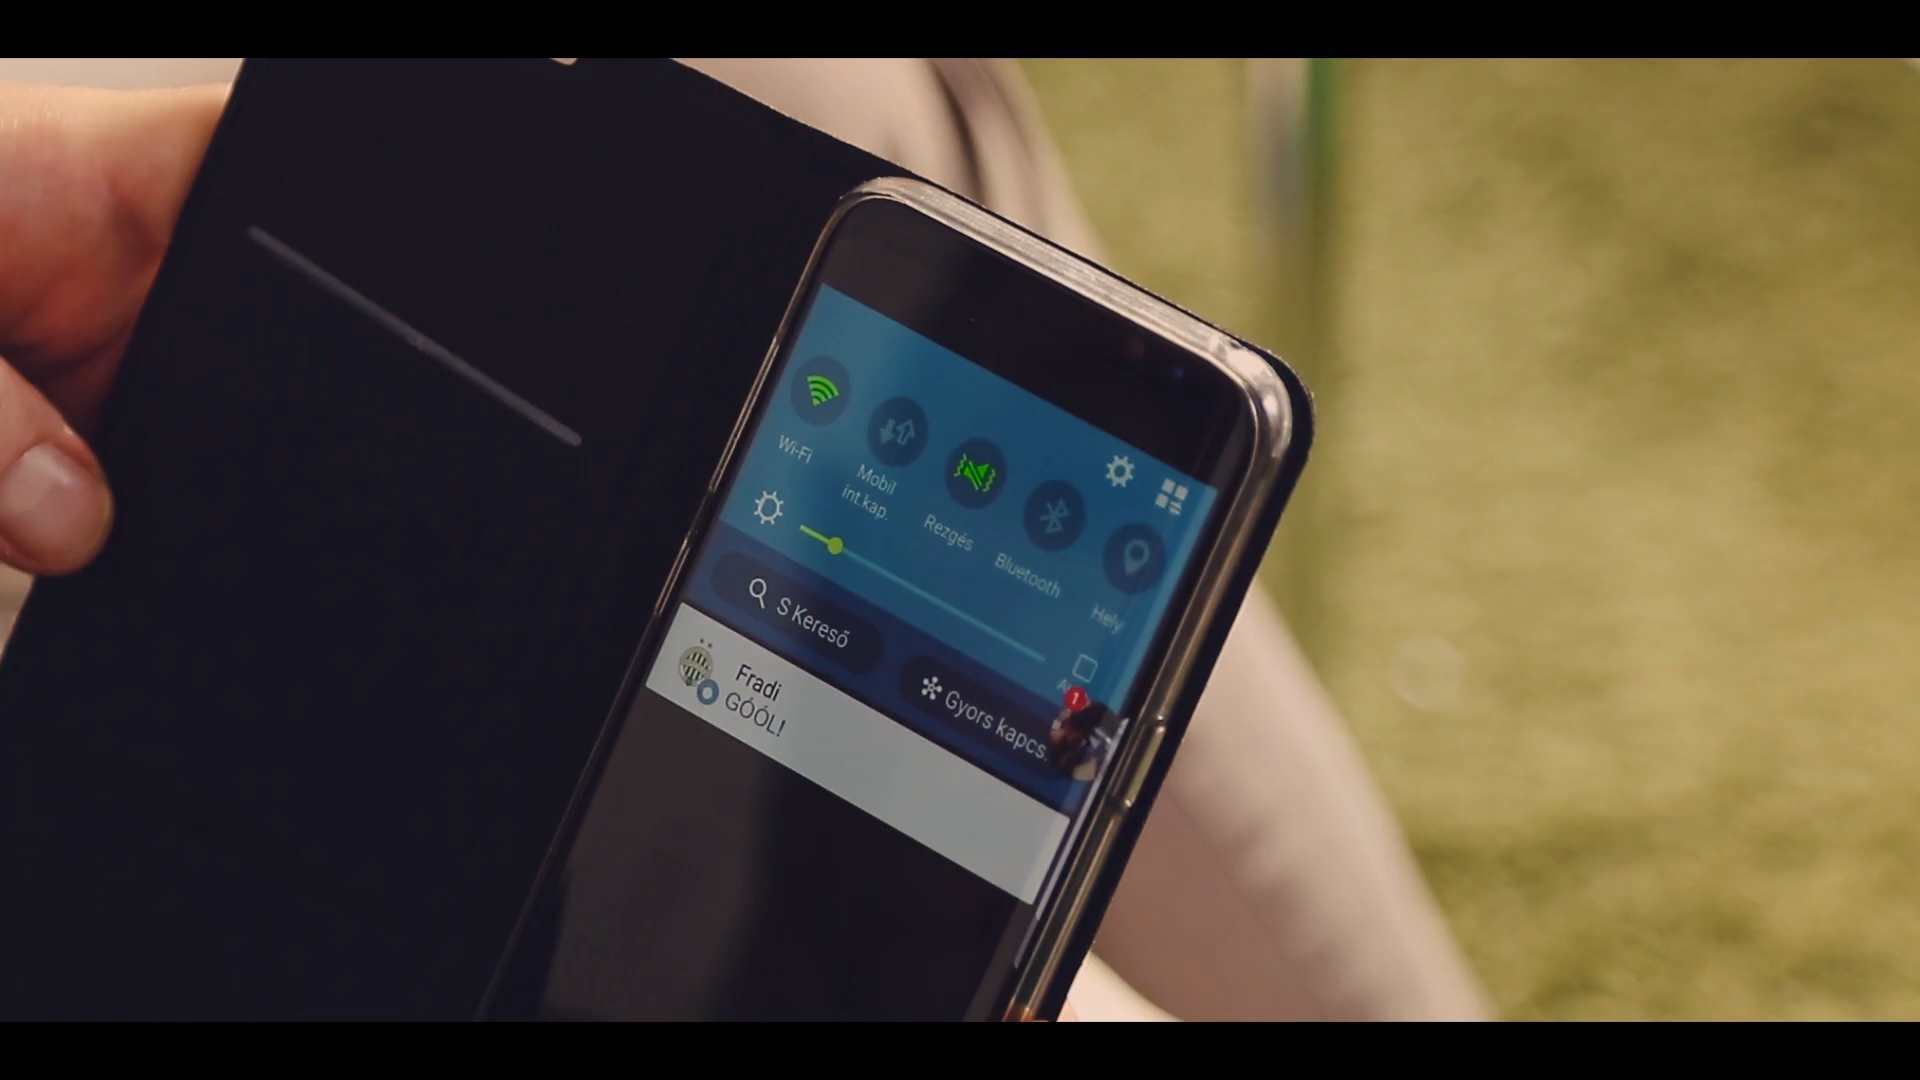 Wi-Fi
Mobil
int.kap.
Rezgés
Bluetooth
Hely
S Kereső
Gyors kapcs.
1
Fradi
GÓÓL!